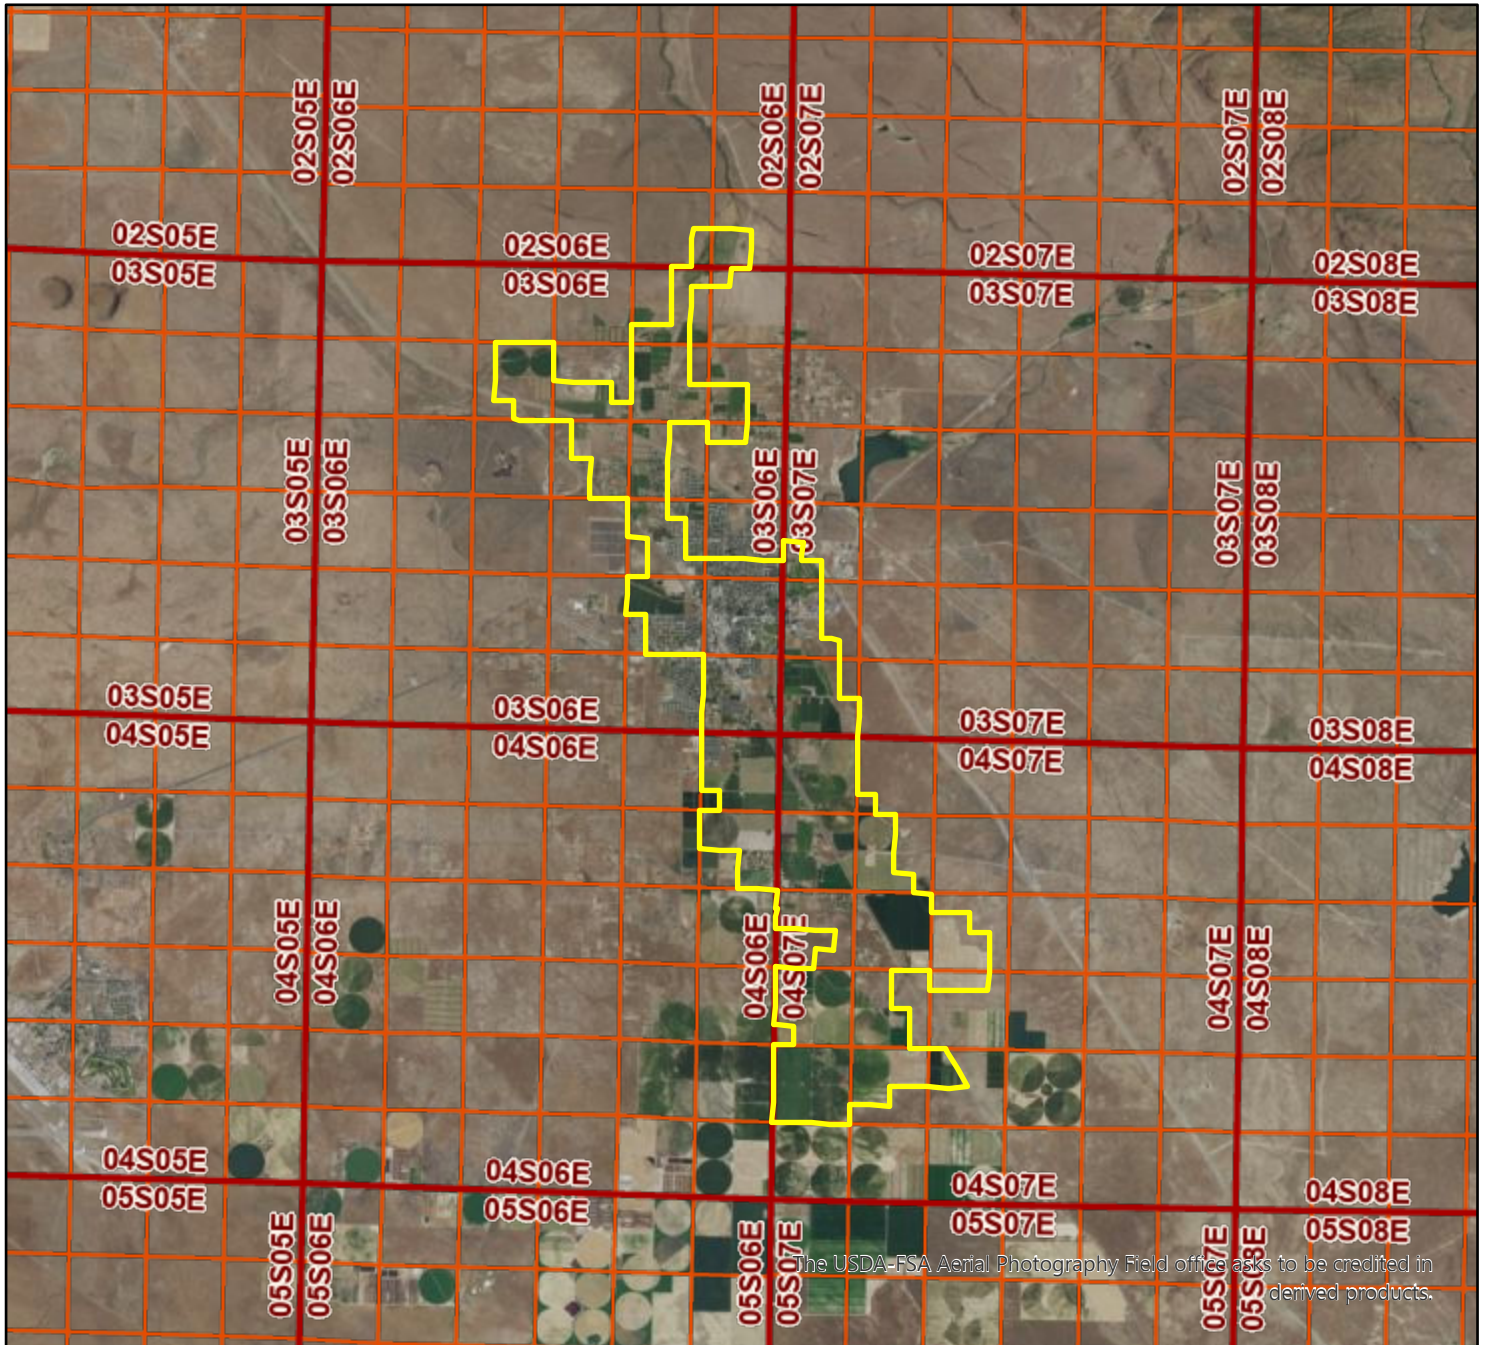 02S05E
02S06E
02S06E
02S07E
02S07E
02S08E
02S05E
03S05E
02S06E
03S06E
02S07E
03S07E
02S08E
03S08E
03S05E
03S06E
03S06E
03S07E
03S07E
03S08E
03S05E
04S05E
03S06E
04S06E
03S07E
04S07E
03S08E
04S08E
04S05E
04S06E
04S06E
04S07E
04S07E
04S08E
04S05E
05S05E
04S06E
05S06E
04S07E
05S07E
04S08E
05S08E
05S05E
05S06E
05S06E
05S07E
05S07E
05S08E
The USDA-FSA Aerial Photography Field office asks to be credited in
derived products.